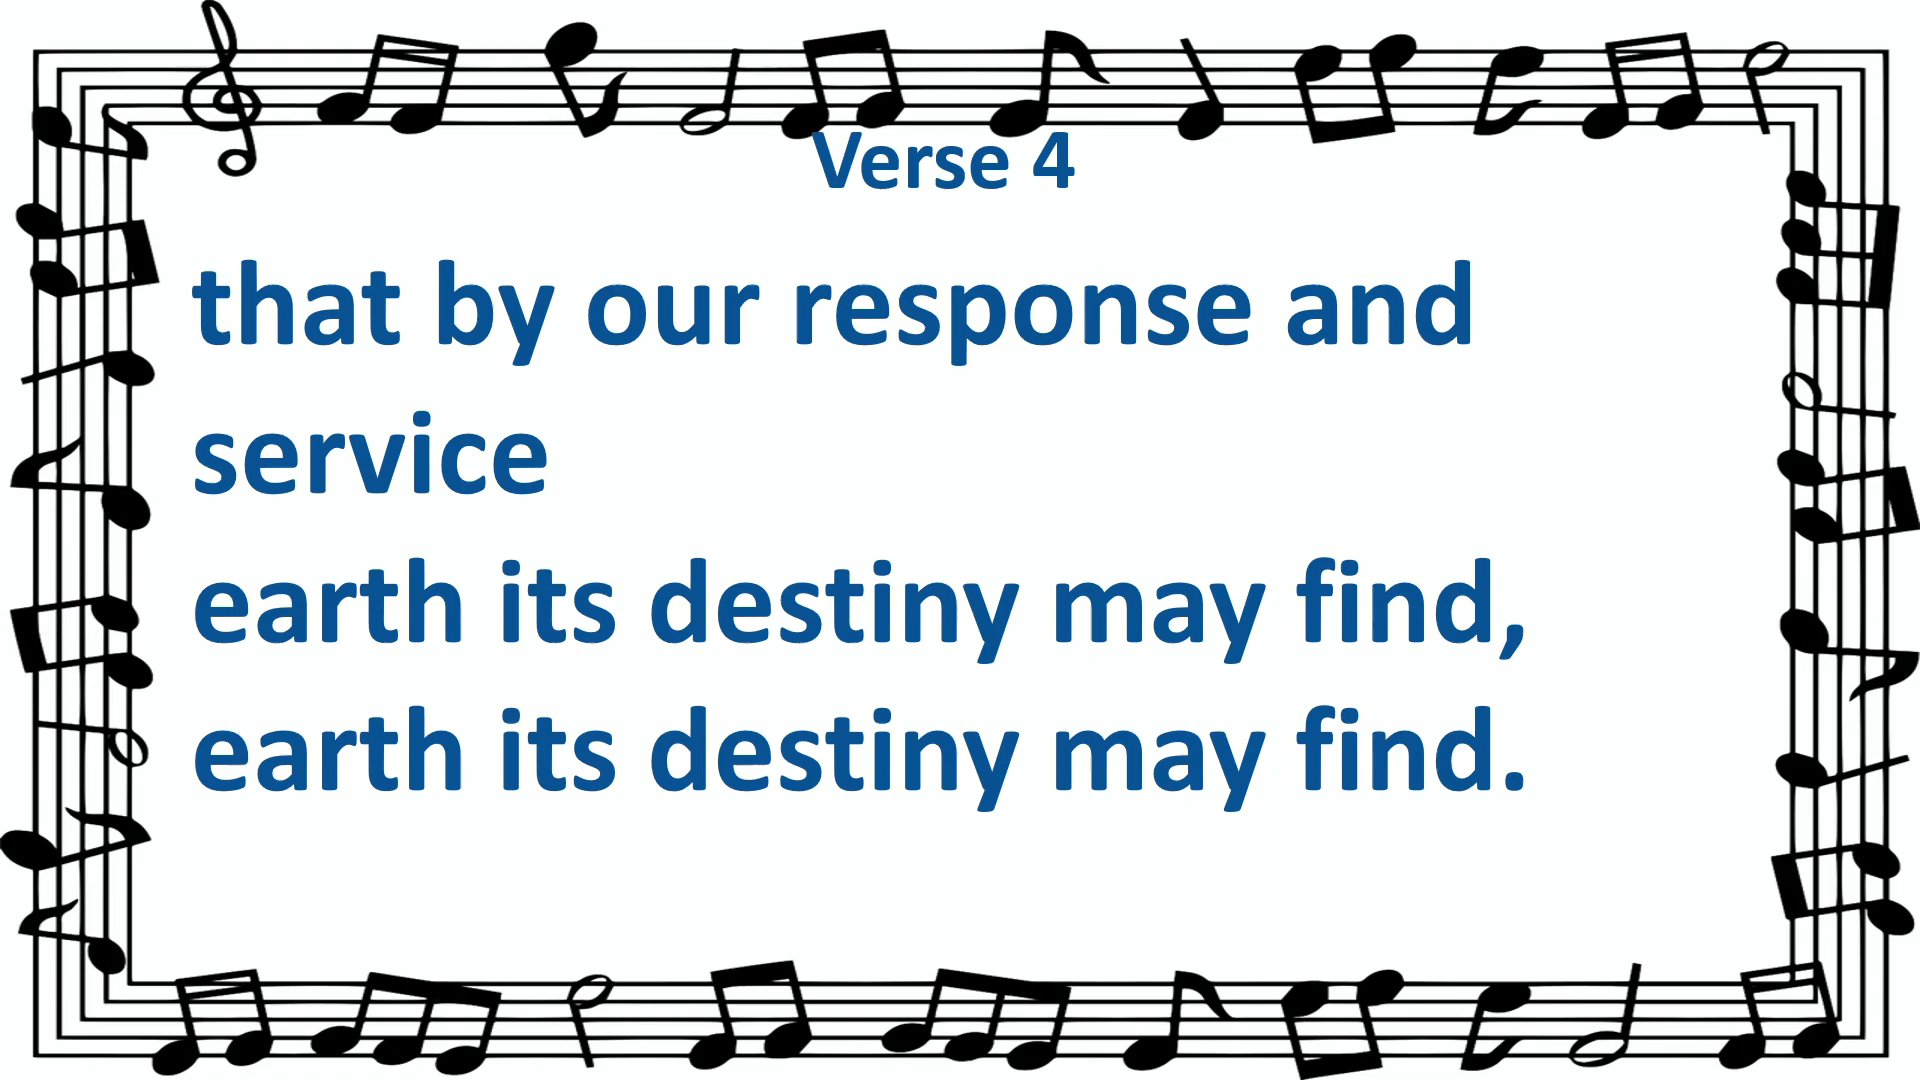 Verse 4
that by our response and
service
earth its destiny may find,
earth its destiny may find.